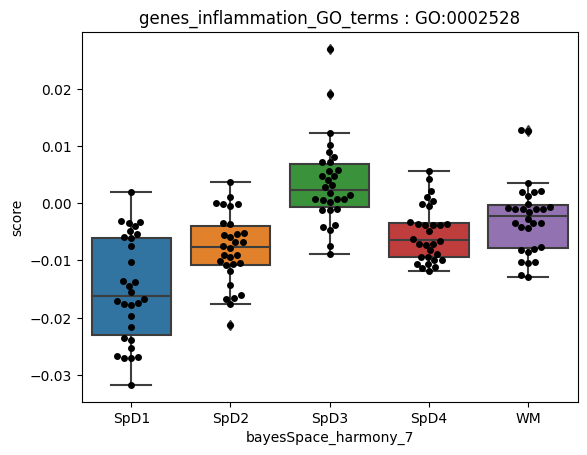 genes_inflammation_GO_terms : GO:0002528
0.02
0.01
0.00
−0.01
−0.02
−0.03
score
SpD1 SpD2 SpD3 SpD4 WM
bayesSpace_harmony_7